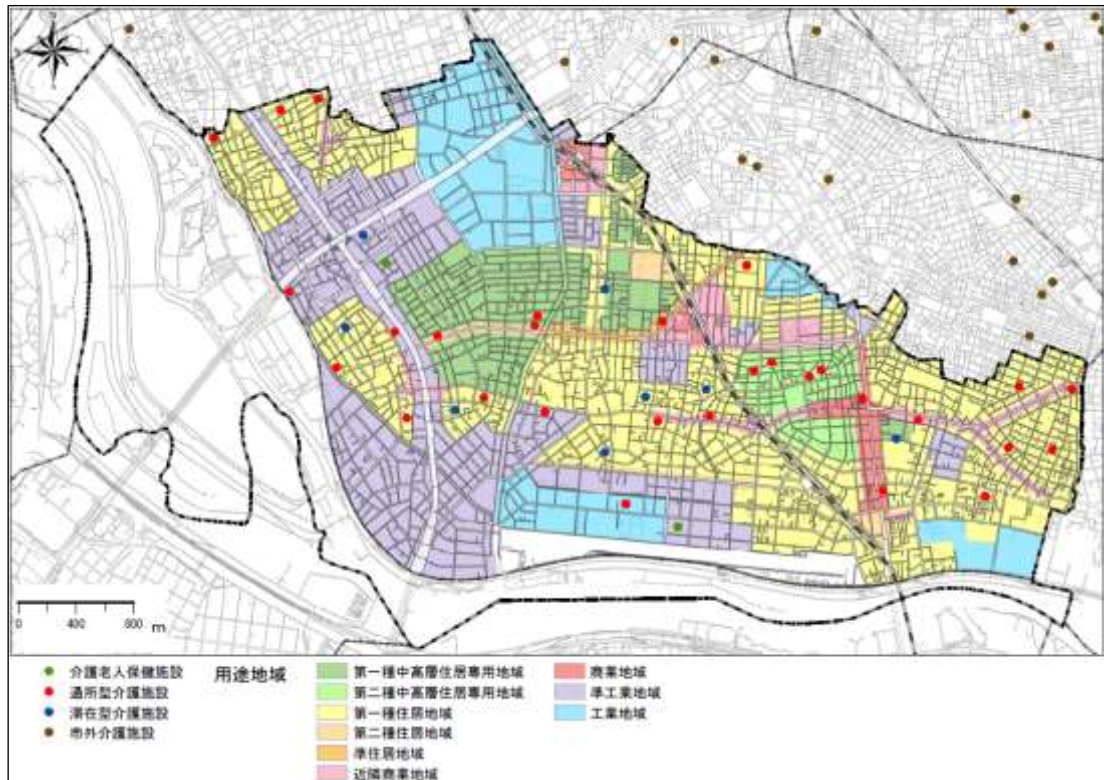 0 400 800 m
介護老人保健施設
通所型介護施設
滞在型介護施設
市外介護施設
用途地域
第一種中高層住居専用地域
第二種中高層住居専用地域
第一種住居地域
第二種住居地域
準住居地域
近隣商業地域
商業地域
準工業地域
工業地域